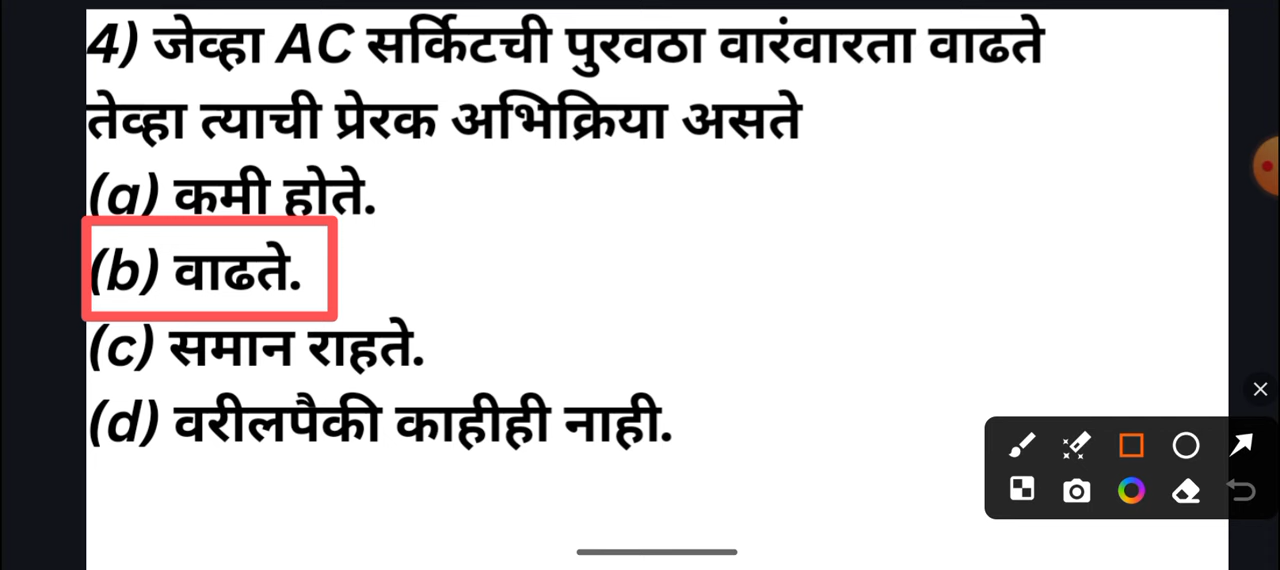 4) जेव्हा AC सर्किटची पुरवठा वारंवारता वाढते
तेव्हा त्याची प्रेरक अभिक्रिया असते
(a) कमी होते.
(b) वाढते.
(c) समान राहते.
(d) वरीलपैकी काहीही नाही.